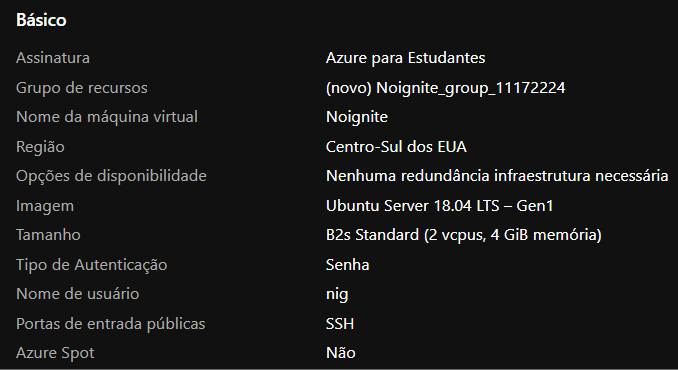 Básico
Assinatura Azure para Estudantes
Grupo de recursos (novo) Noignite_group_11172224
Nome da máquina virtual Noignite
Região Centro-Sul dos EUA
Opções de disponibilidade Nenhuma redundância infraestrutura necessária
Imagem Ubuntu Server 18.04 LTS – Gen1
Tamanho B2s Standard (2 vcpus, 4 GiB memória)
Tipo de Autenticação Senha
Nome de usuário nig
Portas de entrada públicas SSH
Azure Spot Não